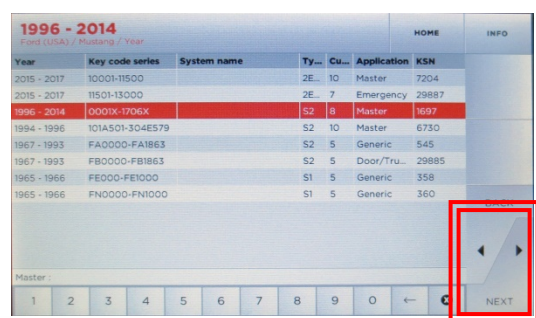 1996 - 2014
Ford (USA) / Mustang / Year
HOME
INFO
Year Key code series System name Ty... Cu... Application KSN
2015 - 2017 10001-11500 2E... 10 Master 7204
2015 - 2017 11501-13000 2E... 7 Emergency 29887
1996 - 2014 0001X-1706X S2 8 Master 1697
1994 - 1996 101A501-304E579 S2 10 Master 6730
1967 - 1993 FA0000-FA1863 S2 5 Generic 545
1967 - 1993 FB0000-FB1863 S2 5 Door/Tru... 29885
1965 - 1966 FE000-FE1000 S1 5 Generic 358
1965 - 1966 FN0000-FN1000 S1 5 Generic 360
BACK
Master :
1 2 3 4 5 6 7 8 9 0 ←
NEXT